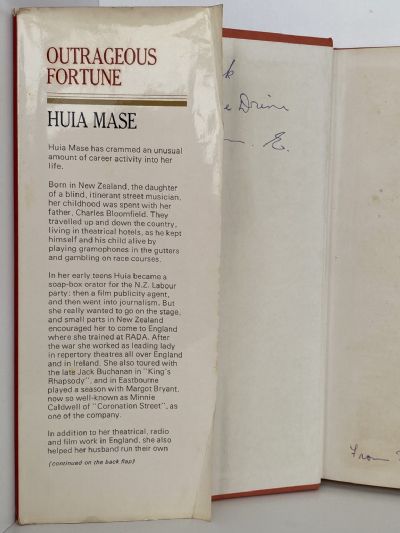 OUTRAGEOUS
FORTUNE
HUIA MASE
Huia Mase has crammed an unusual
amount of career activity into her
life.
Born in New Zealand, the daughter
of a blind, itinerant street musician,
her childhood was spent with her
father, Charles Bloomfield. They
travelled up and down the country,
living in theatrical hotels, as he kept
himself and his child alive by
playing gramophones in the gutters
and gambling on race courses.
In her early teens Huia became a
soap-box orator for the N.Z. Labour
party: then a film publicity agent,
and then went into journalism. But
she really wanted to go on the stage,
and small parts in New Zealand
encouraged her to come to England
where she trained at RADA. After
the war she worked as leading lady
in repertory theatres all over England
and in Ireland. She also toured with
the late Jack Buchanan in "King's
Rhapsody", and in Eastbourne
played a season with Margot Bryant,
now so well-known as Minnie
Caldwell of "Coronation Street", as
one of the company.
In addition to her theatrical, radio
and film work in England, she also
helped her husband run their own
(continued on the back flap)
From